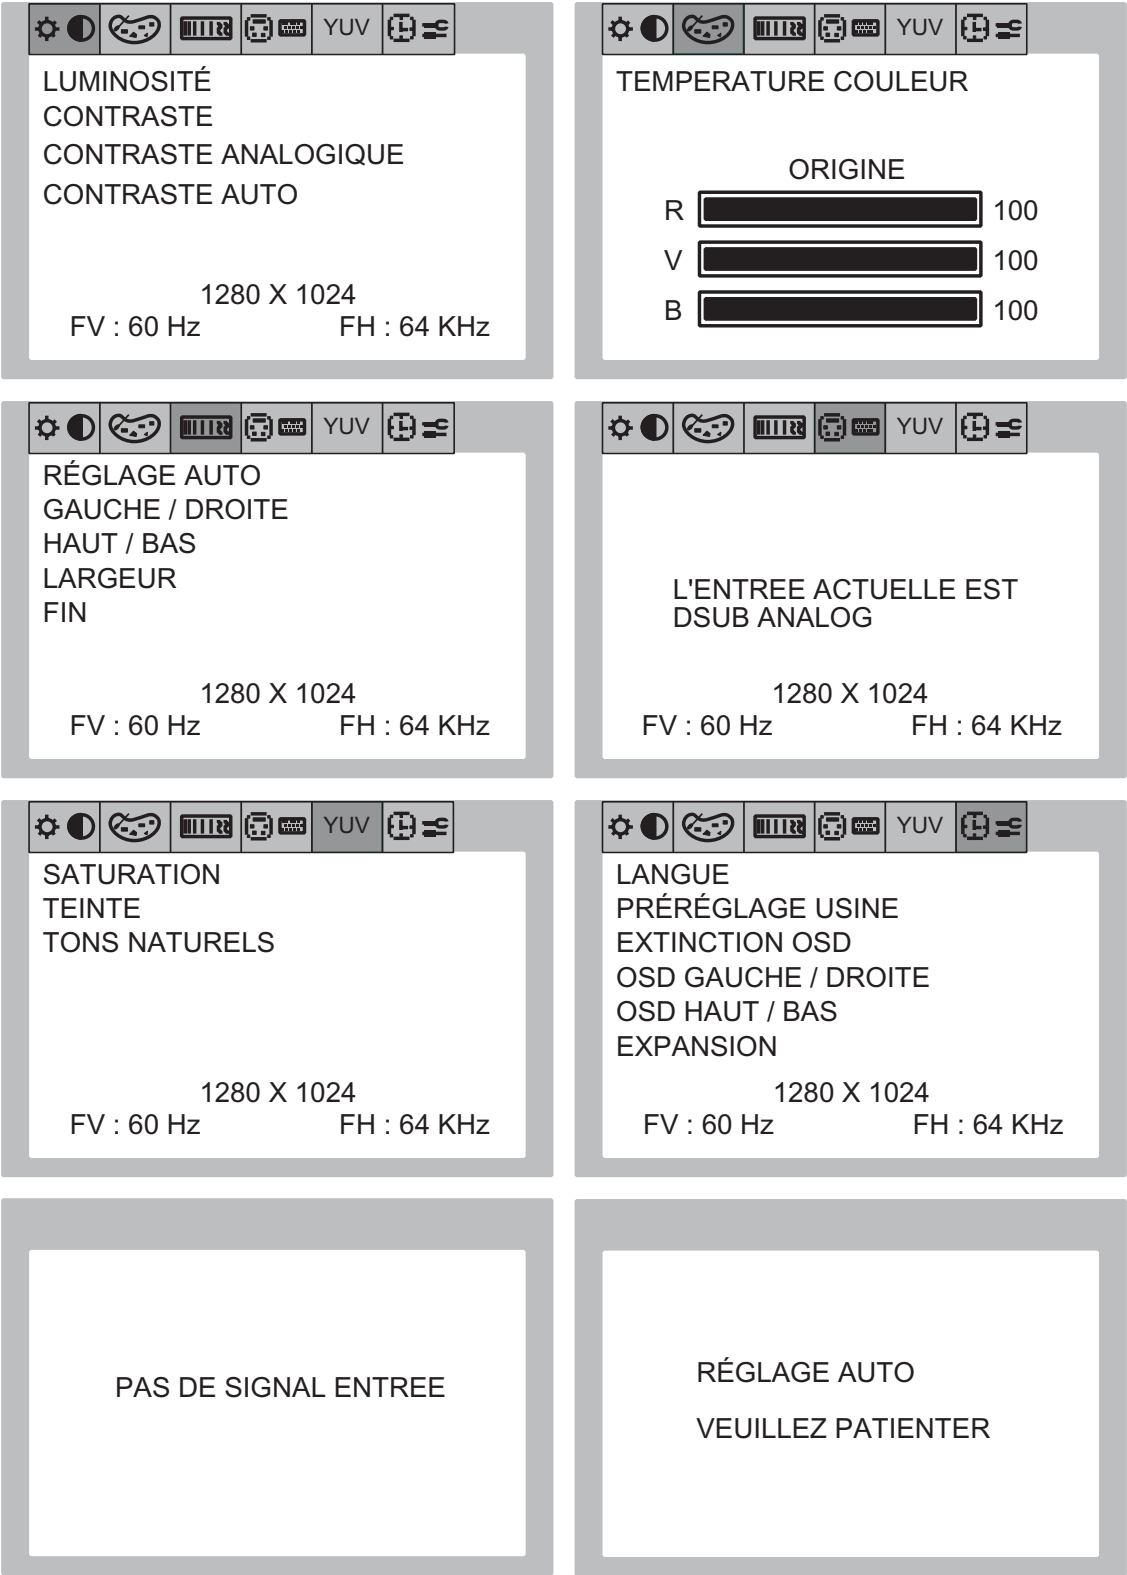 YUV
LUMINOSITÉ
CONTRASTE
CONTRASTE ANALOGIQUE
CONTRASTE AUTO
1280 X 1024
FV : 60 Hz FH : 64 KHz
YUV
TEMPERATURE COULEUR
ORIGINE
R 100
V 100
B 100
YUV
RÉGLAGE AUTO
GAUCHE / DROITE
HAUT / BAS
LARGEUR
FIN
1280 X 1024
FV : 60 Hz FH : 64 KHz
YUV
L'ENTREE ACTUELLE EST
DSUB ANALOG
1280 X 1024
FV : 60 Hz FH : 64 KHz
YUV
SATURATION
TEINTE
TONS NATURELS
1280 X 1024
FV : 60 Hz FH : 64 KHz
YUV
LANGUE
PRÉRÉGLAGE USINE
EXTINCTION OSD
OSD GAUCHE / DROITE
OSD HAUT / BAS
EXPANSION
1280 X 1024
FV : 60 Hz FH : 64 KHz
PAS DE SIGNAL ENTREE
RÉGLAGE AUTO
VEUILLEZ PATIENTER